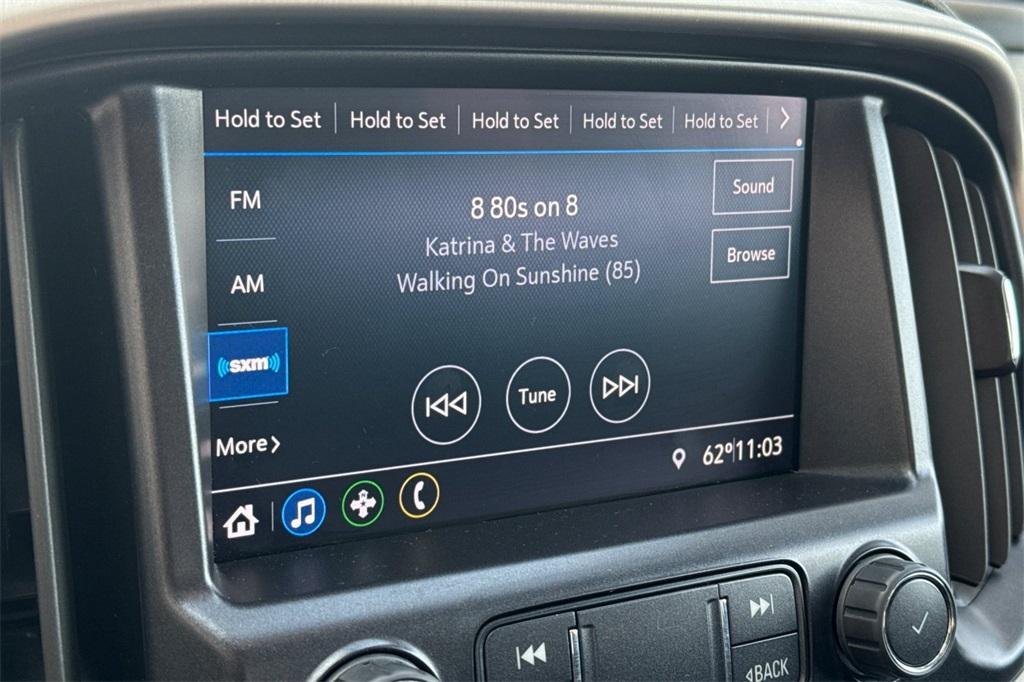 Hold to Set Hold to Set Hold to Set Hold to Set Hold to Set >
FM
8 80s on 8
Sound
Katrina & The Waves
Browse
AM
Walking On Sunshine (85)
sxm
Tune
More >
62° 11:03
BACK